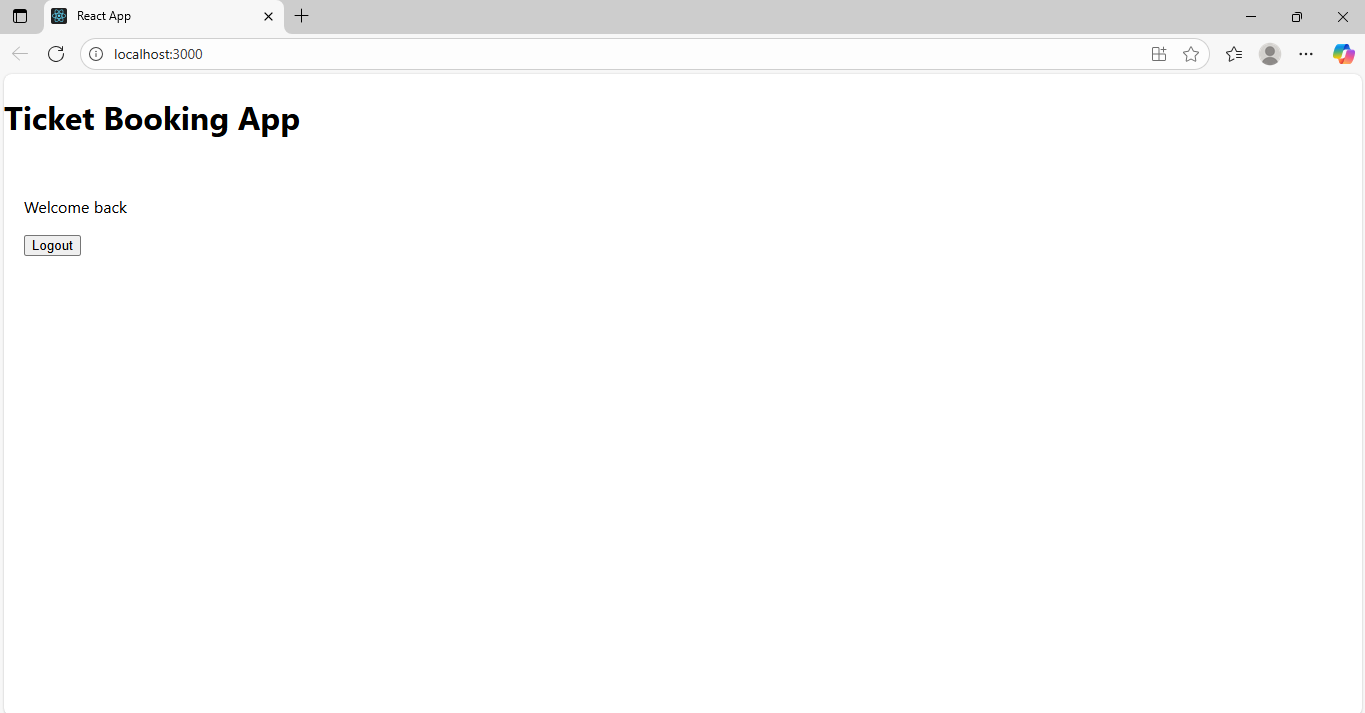 React App
localhost:3000
Ticket Booking App
Welcome back
Logout